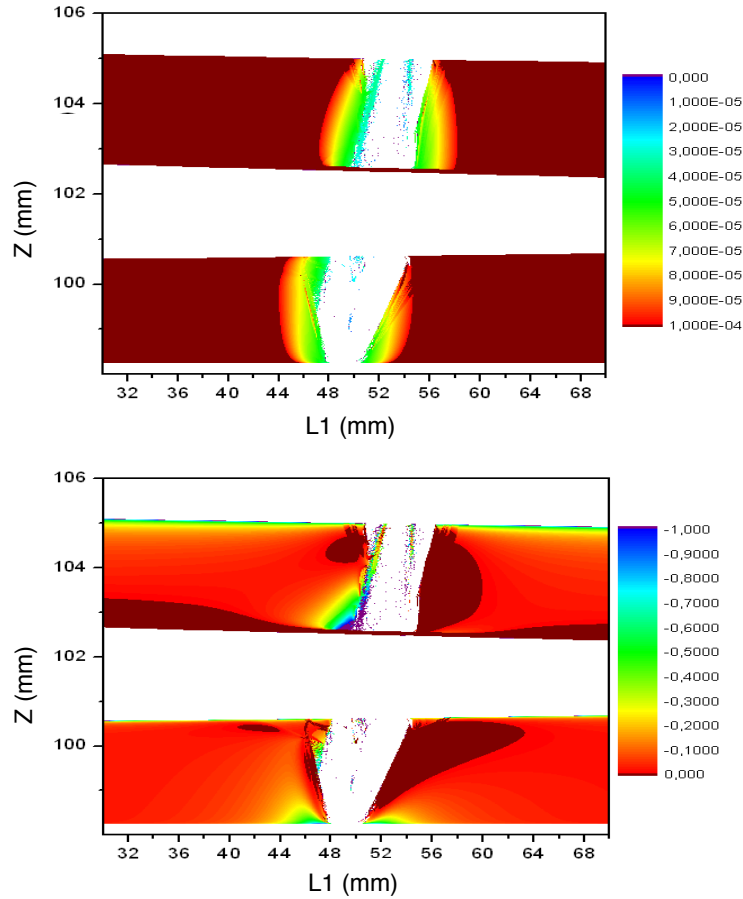 106
104
102
100
Z (mm)
32 36 40 44 48 52 56 60 64 68
L1 (mm)
0,000
1,000E-05
2,000E-05
3,000E-05
4,000E-05
5,000E-05
6,000E-05
7,000E-05
8,000E-05
9,000E-05
1,000E-04
106
104
102
100
Z (mm)
32 36 40 44 48 52 56 60 64 68
L1 (mm)
-1,000
-0,9000
-0,8000
-0,7000
-0,6000
-0,5000
-0,4000
-0,3000
-0,2000
-0,1000
0,000